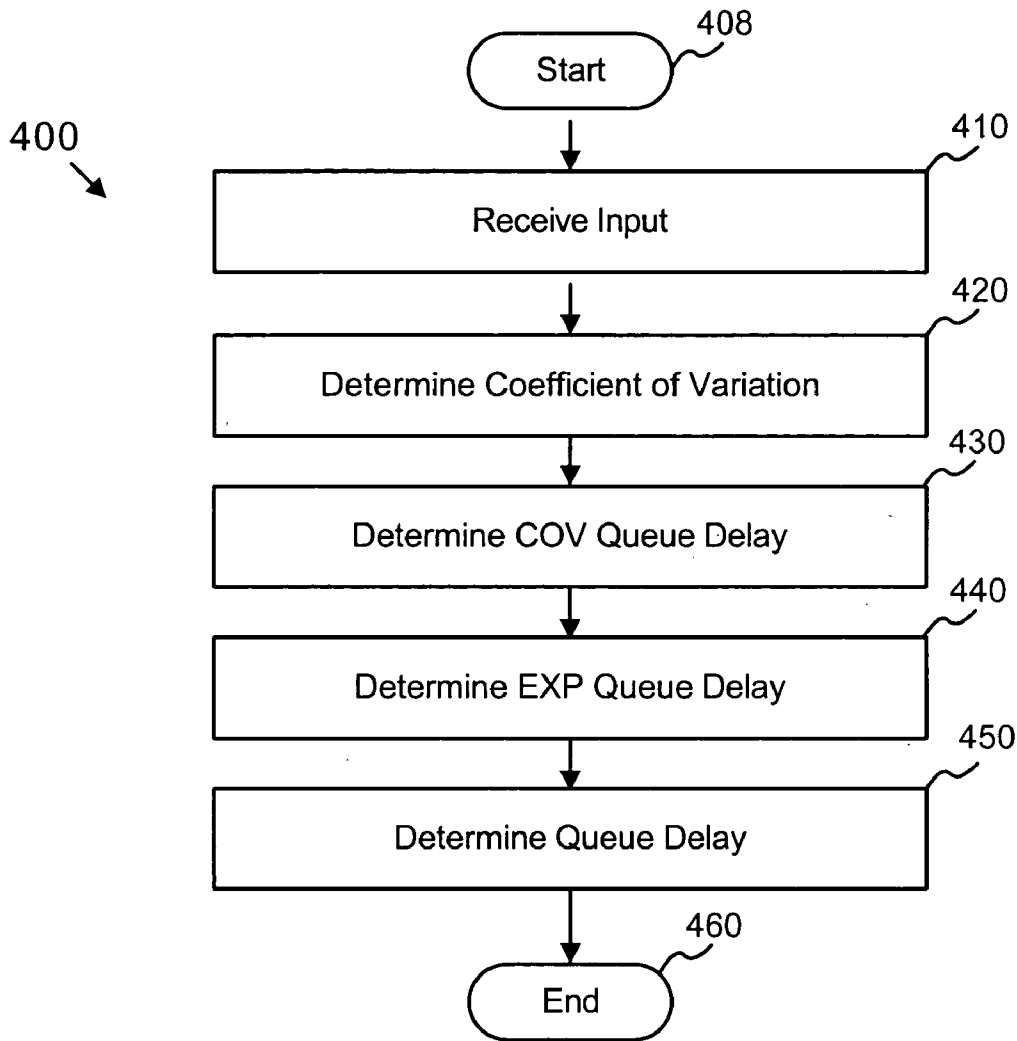 408
Start
400
410
Receive Input
420
Determine Coefficient of Variation
430
Determine COV Queue Delay
440
Determine EXP Queue Delay
450
Determine Queue Delay
460
End